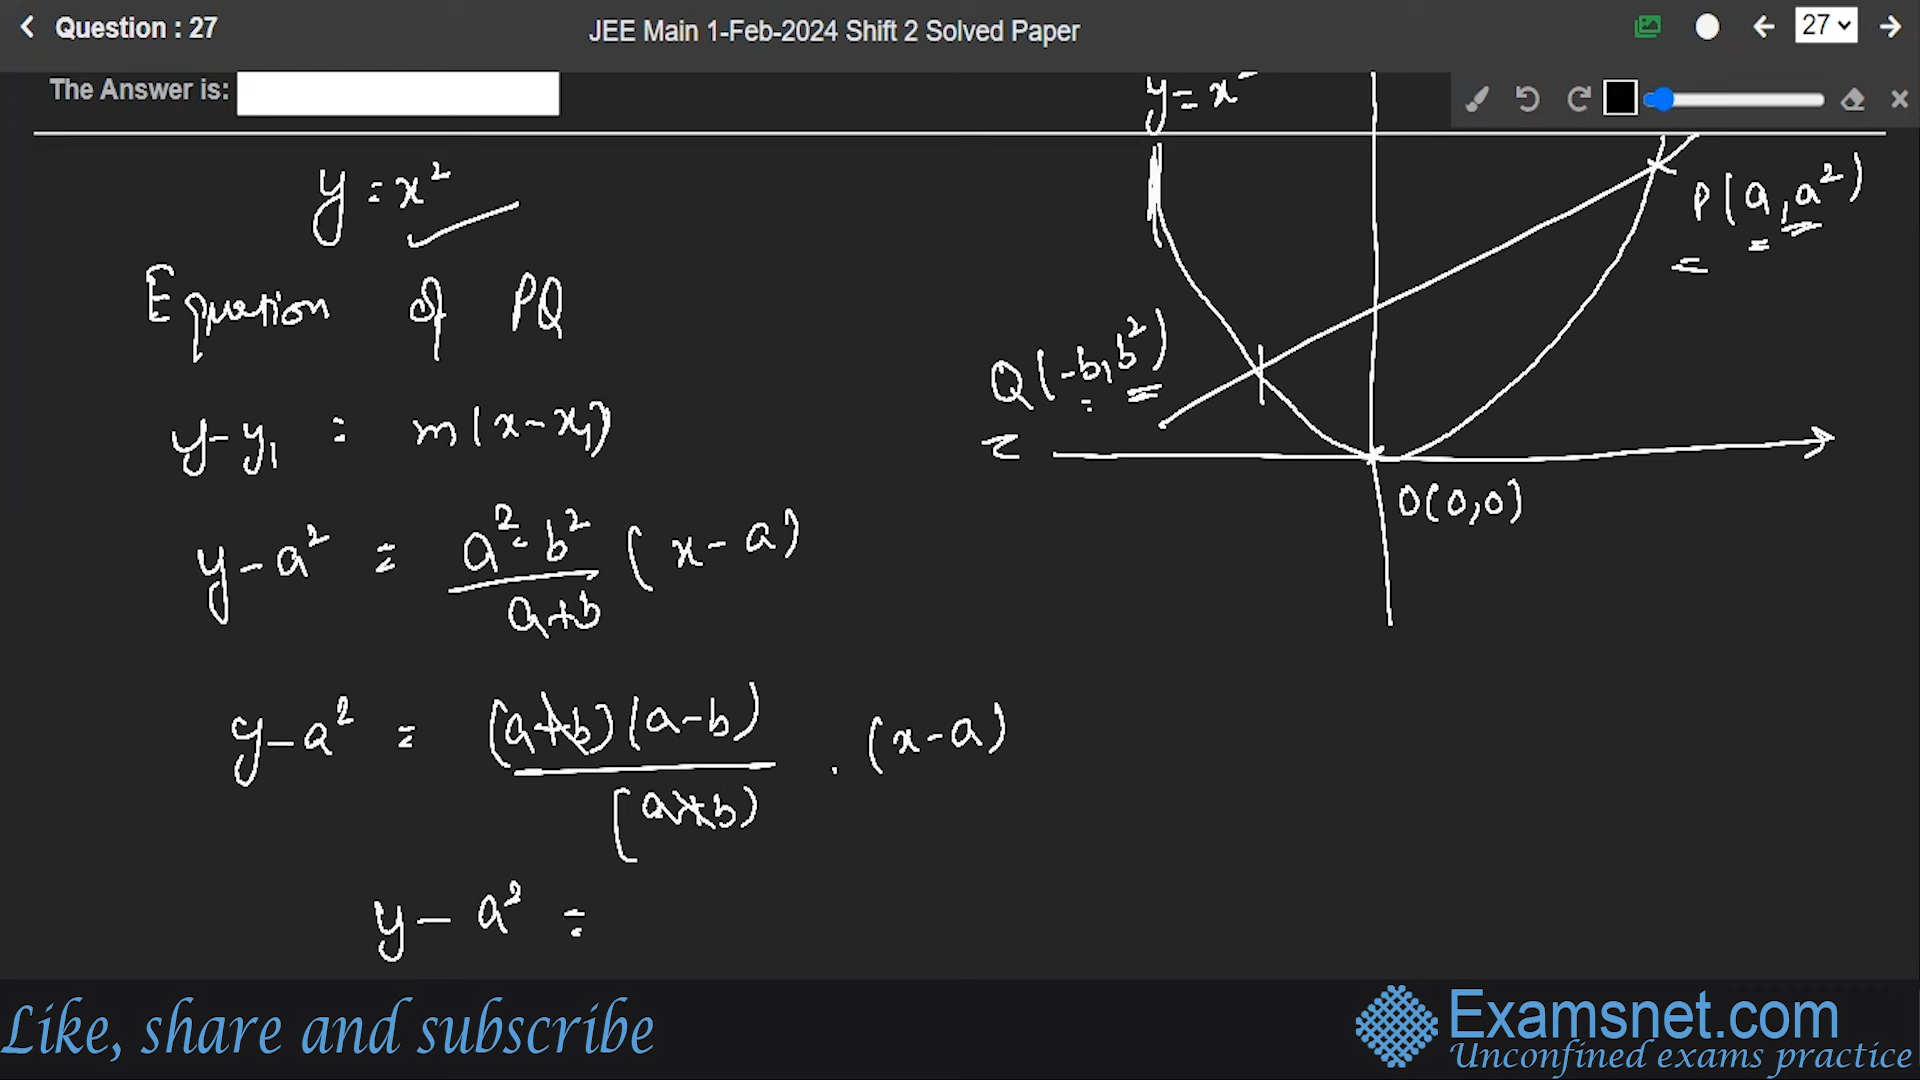 Question : 27
JEE Main 1-Feb-2024 Shift 2 Solved Paper
27
The Answer is:
y = x²
y = x²
Equation of PQ
y - y₁ = m(x - x₁)
y - a² = a² - b² / a+b (x - a)
y - a² = (a+b)(a-b) / (a+b) . (x - a)
y - a² =
P(a, a²)
Q(-b, b²)
O(0,0)
Like, share and subscribe
Examsnet.com
Unconfined exams practice